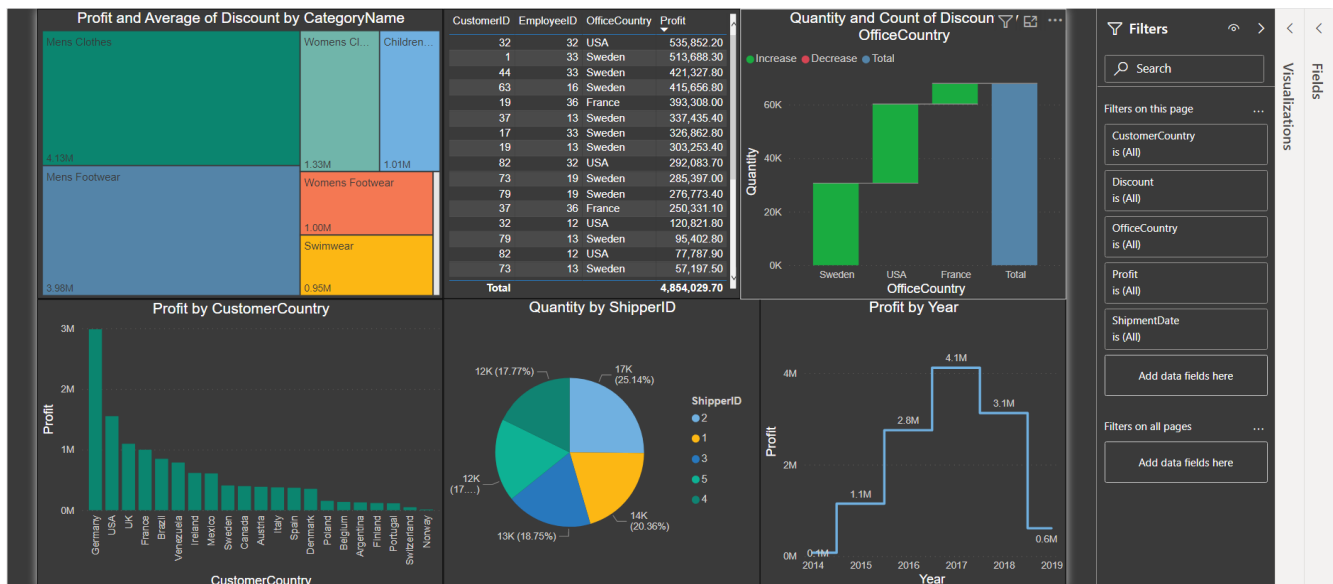 Profit and Average of Discount by CategoryName
Mens Clothes
4.13M
Womens Cl...
1.33M
Children...
1.01M
Mens Footwear
3.98M
Womens Footwear
1.00M
Swimwear
0.95M
CustomerID EmployeeID OfficeCountry Profit
32 32 USA 535,852.20
1 33 Sweden 513,688.30
44 33 Sweden 421,327.80
63 16 Sweden 415,656.80
19 36 France 393,308.00
37 13 Sweden 337,435.40
17 33 Sweden 326,862.80
19 13 Sweden 303,253.40
82 32 USA 292,083.70
73 19 Sweden 285,397.00
79 19 Sweden 276,773.40
37 36 France 250,331.10
32 12 USA 120,821.80
79 13 Sweden 95,402.80
82 12 USA 77,787.90
73 13 Sweden 57,197.50
Total 4,854,029.70
Quantity and Count of Discoun
OfficeCountry
Increase Decrease Total
Quantity
60K
40K
20K
0K
Sweden USA France Total
OfficeCountry
Profit by CustomerCountry
Profit
3M
2M
1M
0M
Germany
USA
UK
France
Brazil
Venezuela
Ireland
Mexico
Sweden
Canada
Austria
Italy
Spain
Denmark
Poland
Belgium
Argentina
Finland
Portugal
Switzerland
Norway
CustomerCountry
Quantity by ShipperID
12K (17.77%)
17K
(25.14%)
12K
(17....)
13K (18.75%)
14K
(20.36%)
ShipperID
2
1
3
5
4
Profit by Year
Profit
4M
2M
0M
0.1M
1.1M
2.8M
4.1M
3.1M
0.6M
2014 2015 2016 2017 2018 2019
Year
Filters
Search
Filters on this page
...
CustomerCountry
is (All)
Discount
is (All)
OfficeCountry
is (All)
Profit
is (All)
ShipmentDate
is (All)
Add data fields here
Filters on all pages
...
Add data fields here
Visualizations
Fields